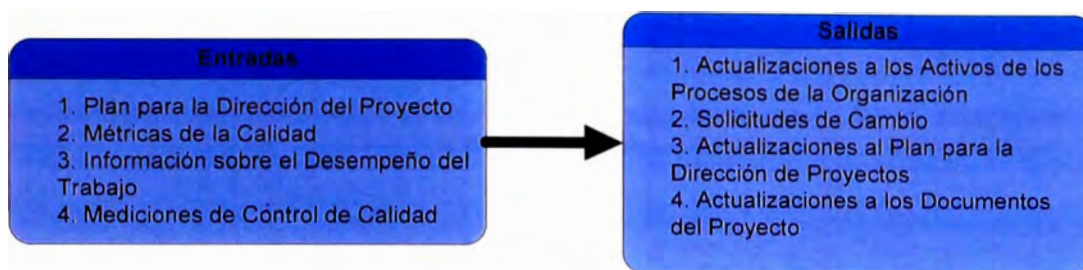 Entradas
1. Plan para la Dirección del Proyecto
2. Métricas de la Calidad
3. Información sobre el Desempeño del
Trabajo
4. Mediciones de Control de Calidad
Salidas
1. Actualizaciones a los Activos de los
Procesos de la Organización
2. Solicitudes de Cambio
3. Actualizaciones al Plan para la
Dirección de Proyectos
4. Actualizaciones a los Documentos
del Proyecto